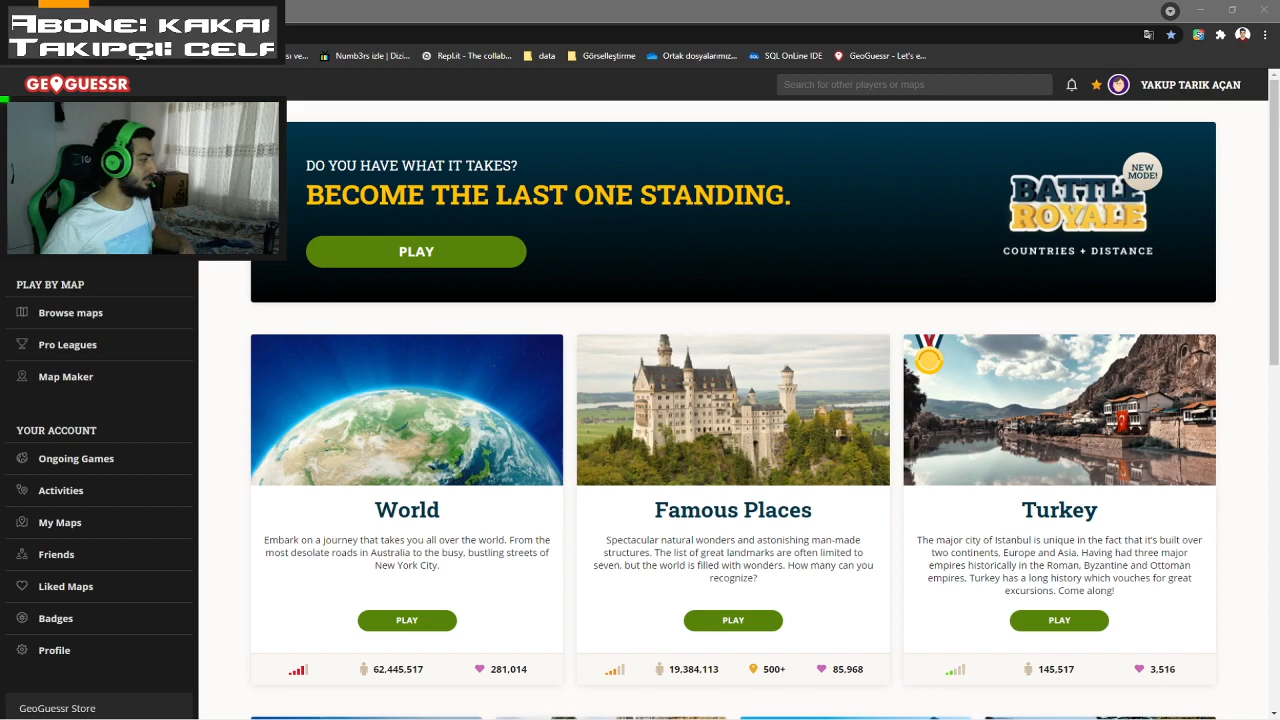 ABONE: KAKAI
TAKIPÇI: CELA
Numb3rs izle | Dizi...
Repl.it - The collab...
data
Görselleştirme
Ortak dosyalarımız...
SQL OnLine IDE
GeoGuessr - Let's e...
GEOGUESSR
Search for other players or maps
YAKUP TARIK AÇAN
DO YOU HAVE WHAT IT TAKES?
BECOME THE LAST ONE STANDING.
PLAY
NEW MODE!
BATTLE
ROYALE
COUNTRIES + DISTANCE
PLAY BY MAP
Browse maps
Pro Leagues
Map Maker
YOUR ACCOUNT
Ongoing Games
Activities
My Maps
Friends
Liked Maps
Badges
Profile
GeoGuessr Store
World
Embark on a journey that takes you all over the world. From the
most desolate roads in Australia to the busy, bustling streets of
New York City.
PLAY
62,445,517 281,014
Famous Places
Spectacular natural wonders and astonishing man-made
structures. The list of great landmarks are often limited to
seven, but the world is filled with wonders. How many can you
recognize?
PLAY
19,384,113 500+ 85,968
Turkey
The major city of Istanbul is unique in the fact that it's built over
two continents, Europe and Asia. Having had three major
empires historically in the Roman, Byzantine and Ottoman
empires, Turkey has a long history which vouches for great
excursions. Come along!
PLAY
145,517 3,516